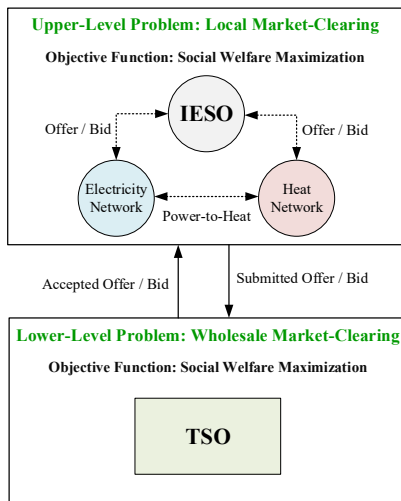 Upper-Level Problem: Local Market-Clearing
Objective Function: Social Welfare Maximization
IESO
Offer / Bid
Offer / Bid
Electricity
Network
Heat
Network
Power-to-Heat
Accepted Offer / Bid
Submitted Offer / Bid
Lower-Level Problem: Wholesale Market-Clearing
Objective Function: Social Welfare Maximization
TSO